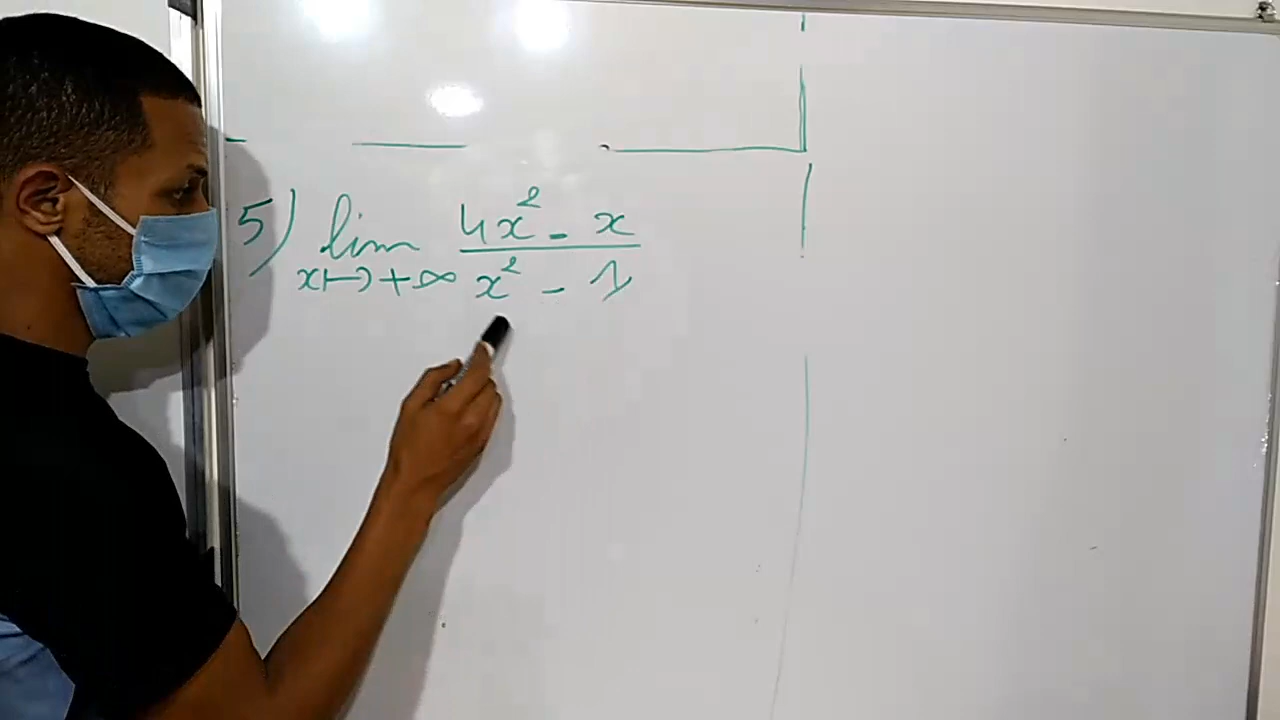 5) lim 4x² - x
x↦+∞ x² - 1